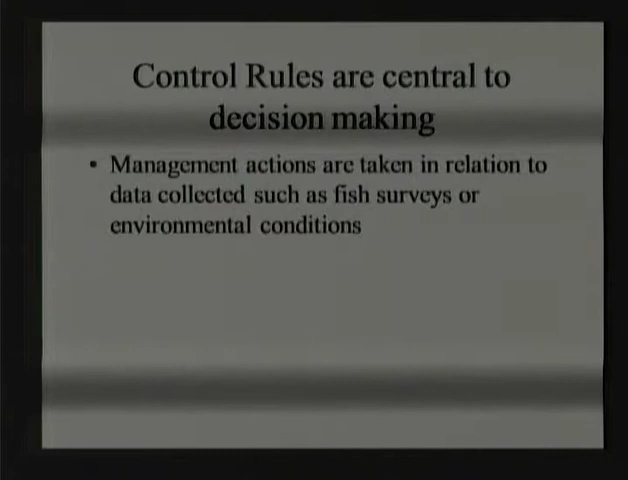 Control Rules are central to
decision making
• Management actions are taken in relation to
data collected such as fish surveys or
environmental conditions